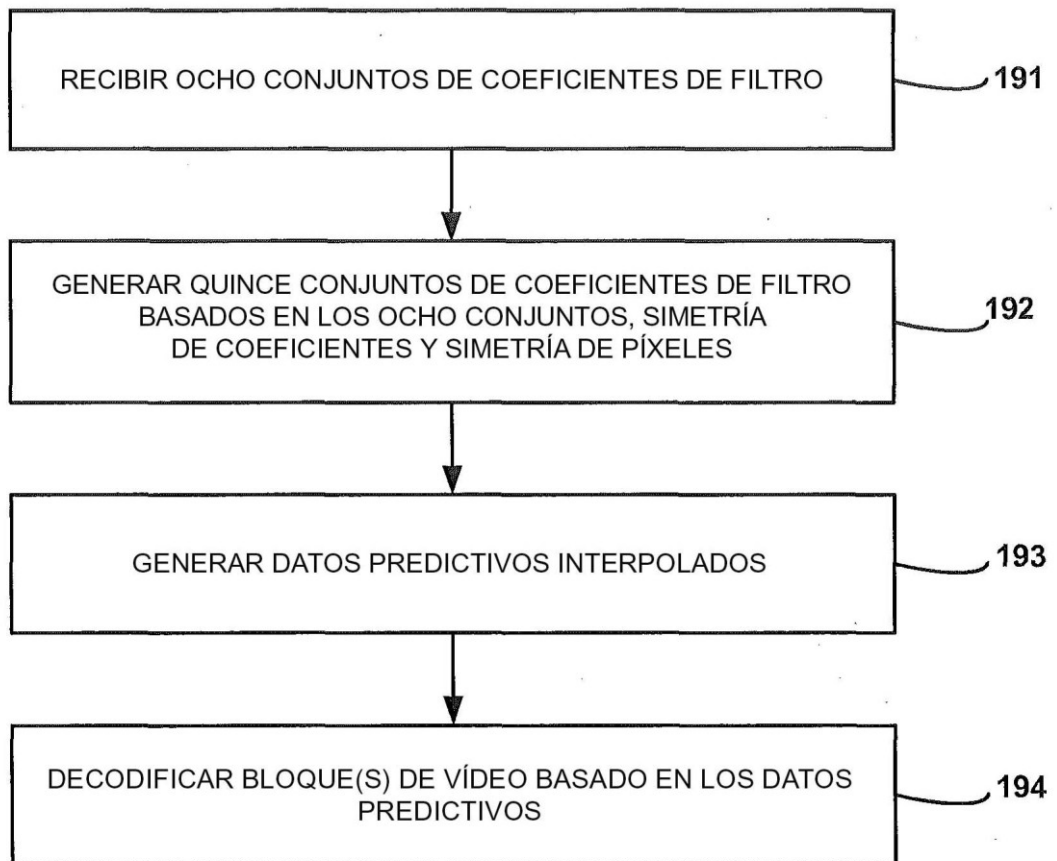 RECIBIR OCHO CONJUNTOS DE COEFICIENTES DE FILTRO
191
GENERAR QUINCE CONJUNTOS DE COEFICIENTES DE FILTRO
BASADOS EN LOS OCHO CONJUNTOS, SIMETRÍA
DE COEFICIENTES Y SIMETRÍA DE PÍXELES
192
GENERAR DATOS PREDICTIVOS INTERPOLADOS
193
DECODIFICAR BLOQUE(S) DE VÍDEO BASADO EN LOS DATOS
PREDICTIVOS
194